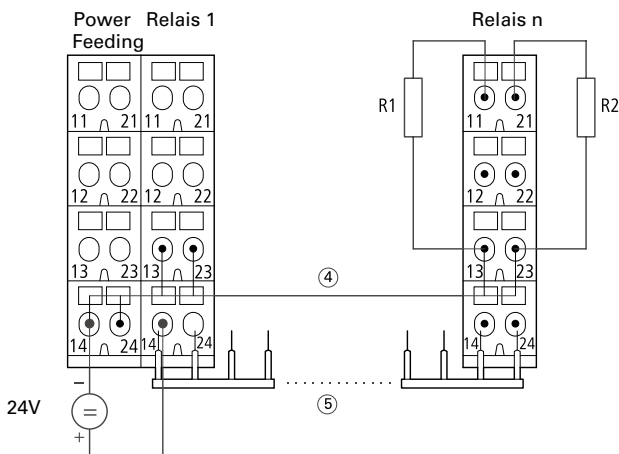 Power Relais 1 Relais n
Feeding
R1 R2
11 21 11 21 11 21
12 22 12 22 12 22
13 23 13 23 13 23
④
14 24 14 24 14 24
⑤
−
24V =
+